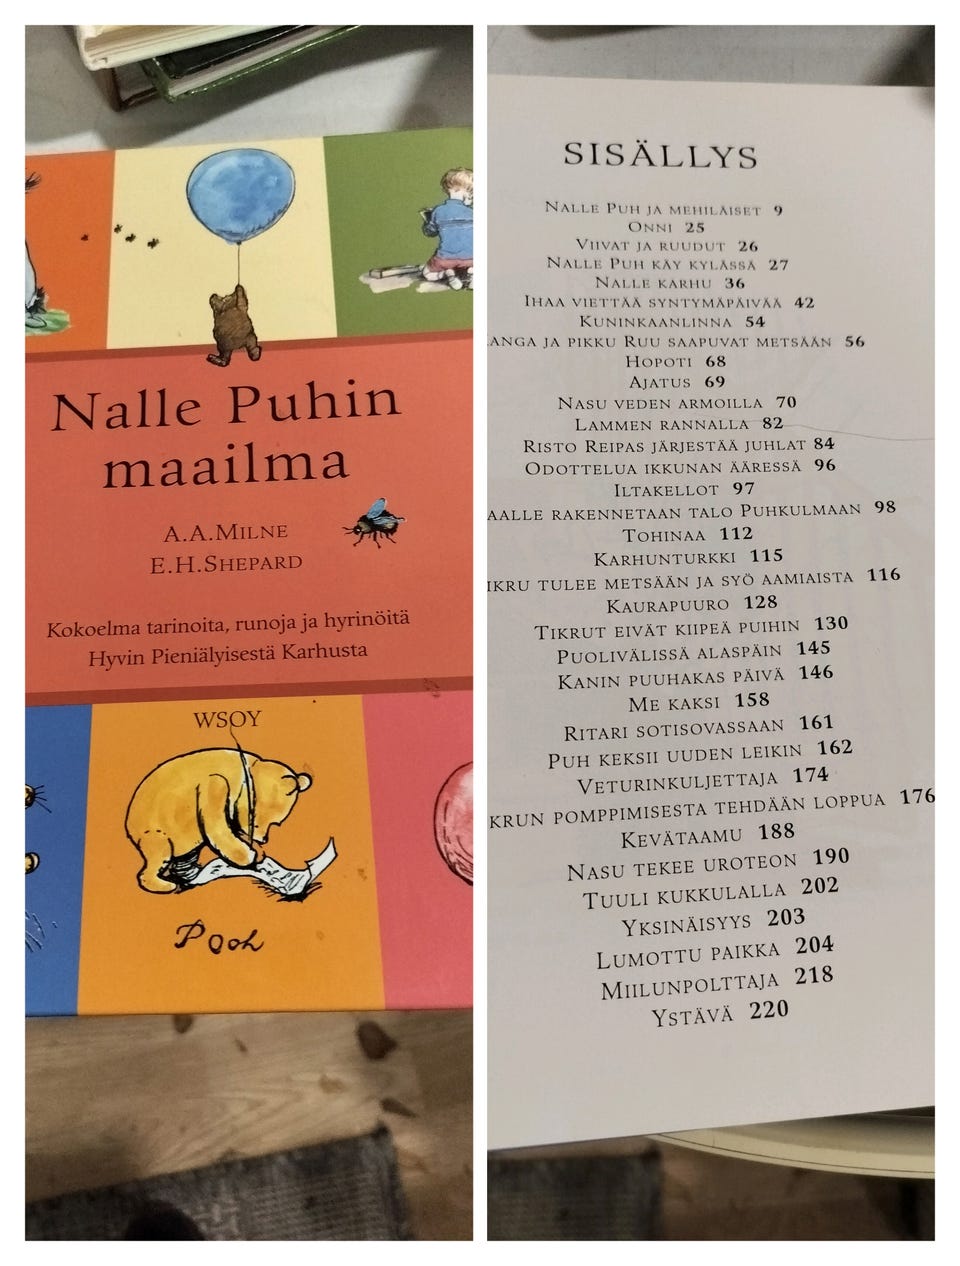 Nalle Puhin
maailma
A.A.MILNE
E.H.SHEPARD
Kokoelma tarinoita, runoja ja hyrinöitä
Hyvin Pieniälyisestä Karhusta
WSOY
Pooh
SISÄLLYS
NALLE PUH JA MEHILÄISET 9
ONNI 25
VIIVAT JA RUUDUT 26
NALLE PUH KÄY KYLÄSSÄ 27
NALLE KARHU 36
IHAA VIETTÄÄ SYNTYMÄPÄIVÄÄ 42
KUNINKAANLINNA 54
ANGA JA PIKKU RUU SAAPUVAT METSÄÄN 56
HOPOTI 68
AJATUS 69
NASU VEDEN ARMOILLA 70
LAMMEN RANNALLA 82
RISTO REIPAS JÄRJESTÄÄ JUHLAT 84
ODOTTELUA IKKUNAN ÄÄRESSÄ 96
ILTAKELLOT 97
AALLE RAKENNETAAN TALO PUHKULMAAN 98
TOHINAA 112
KARHUNTURKKI 115
IKRU TULEE METSÄÄN JA SYÖ AAMIAISTA 116
KAURAPUURO 128
TIKRUT EIVÄT KIIPEÄ PUIHIN 130
PUOLIVÄLISSÄ ALASPÄIN 145
KANIN PUUHAKAS PÄIVÄ 146
ME KAKSI 158
RITARI SOTISOVASSAAN 161
PUH KEKSII UUDEN LEIKIN 162
VETURINKULJETTAJA 174
KRUN POMPPIMISESTA TEHDÄÄN LOPPUA 176
KEVÄTAAMU 188
NASU TEKEE UROTEON 190
TUULI KUKKULALLA 202
YKSINÄISYYS 203
LUMOTTU PAIKKA 204
MIILUNPOLTTAJA 218
YSTÄVÄ 220